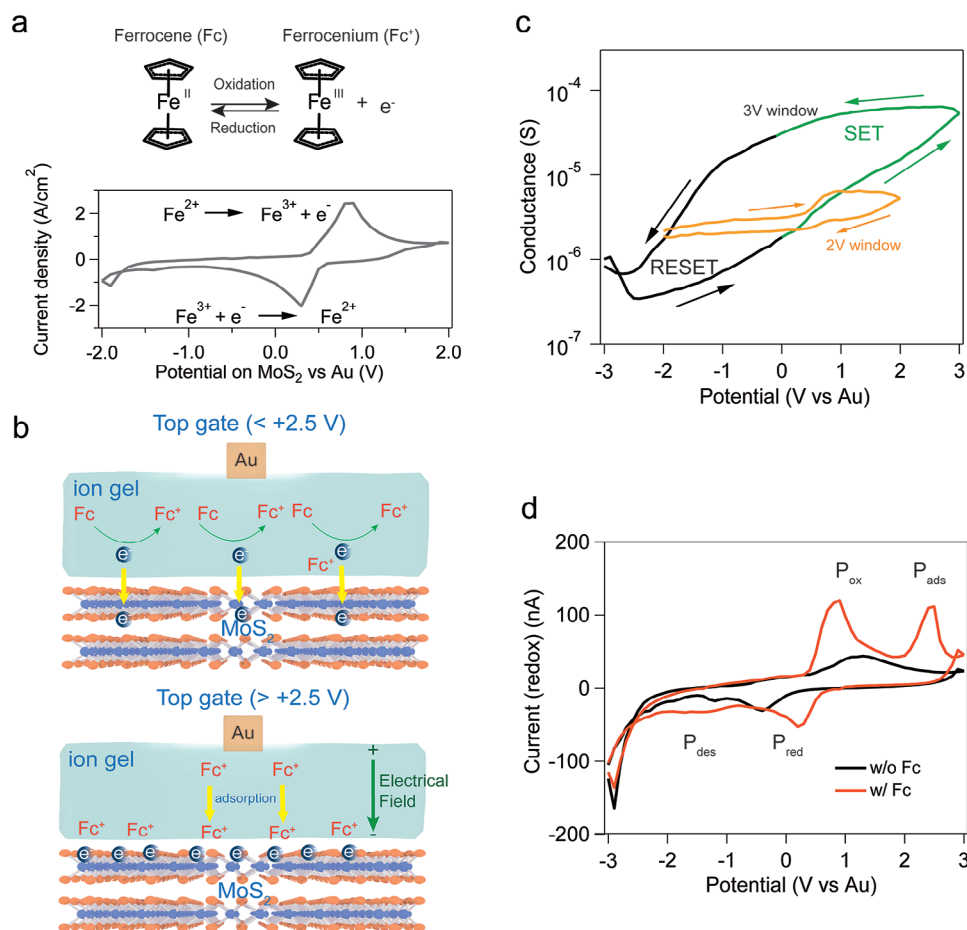 a
Ferrocene (Fc)
Ferrocenium (Fc⁺)
Fe II
Oxidation
Reduction
Fe III + e⁻
Current density (A/cm²)
2
0
-2
Fe²⁺ → Fe³⁺ + e⁻
Fe³⁺ + e⁻ → Fe²⁺
-2.0
-1.0
0.0
1.0
2.0
Potential on MoS₂ vs Au (V)
b
Top gate (< +2.5 V)
Au
ion gel
Fc Fc⁺ Fc Fc⁺ Fc Fc⁺
e e e
Fc⁺
e e e
MoS₂
Top gate (> +2.5 V)
Au
ion gel
+
Fc⁺ Fc⁺
adsorption
Electrical
Field
Fc⁺ Fc⁺ Fc⁺ Fc⁺ Fc⁺
-
e e e e e e e
MoS₂
c
Conductance (S)
10⁻⁴
10⁻⁵
10⁻⁶
10⁻⁷
3V window
SET
2V window
RESET
-3 -2 -1 0 1 2 3
Potential (V vs Au)
d
Current (redox) (nA)
200
100
0
-100
-200
P_ox
P_ads
P_des
P_red
w/o Fc
w/ Fc
-3 -2 -1 0 1 2 3
Potential (V vs Au)